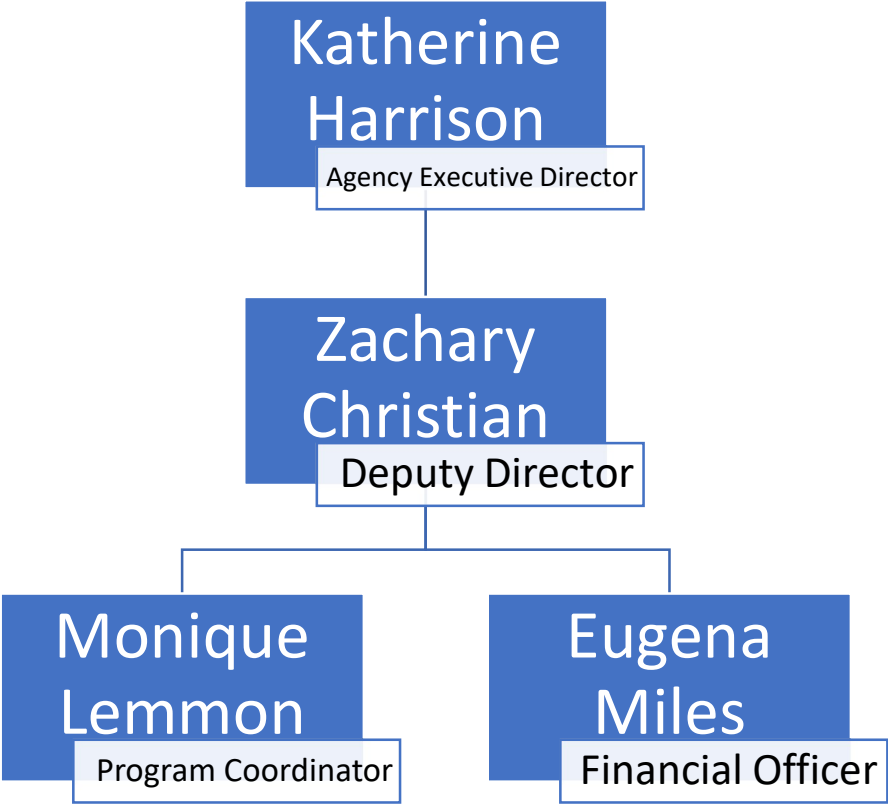 Katherine
Harrison
Agency Executive Director
Zachary
Christian
Deputy Director
Monique
Lemmon
Program Coordinator
Eugena
Miles
Financial Officer